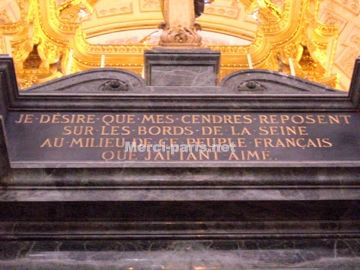 JE·DÉSIRE·QUE·MES·CENDRES·REPOSENT
SUR·LES·BORDS·DE·LA·SEINE
AU·MILIEU·DE·CE·PEUPLE·FRANÇAIS
Merci-paris.net
QUE·J'AI·TANT·AIMÉ.